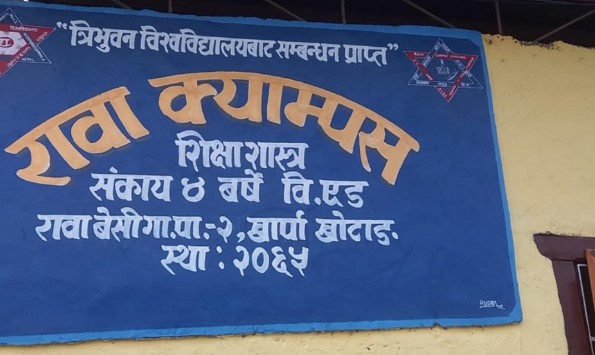 “त्रिभुवन विश्वविद्यालयबाट सम्बन्धन प्राप्त”
रावा क्याम्पस
शिक्षा शास्त्र
संकाय ४ बर्षे वि.एड
रावा बेसी गा.पा.-२, खार्पा खोटाङ.
स्था : २०६५